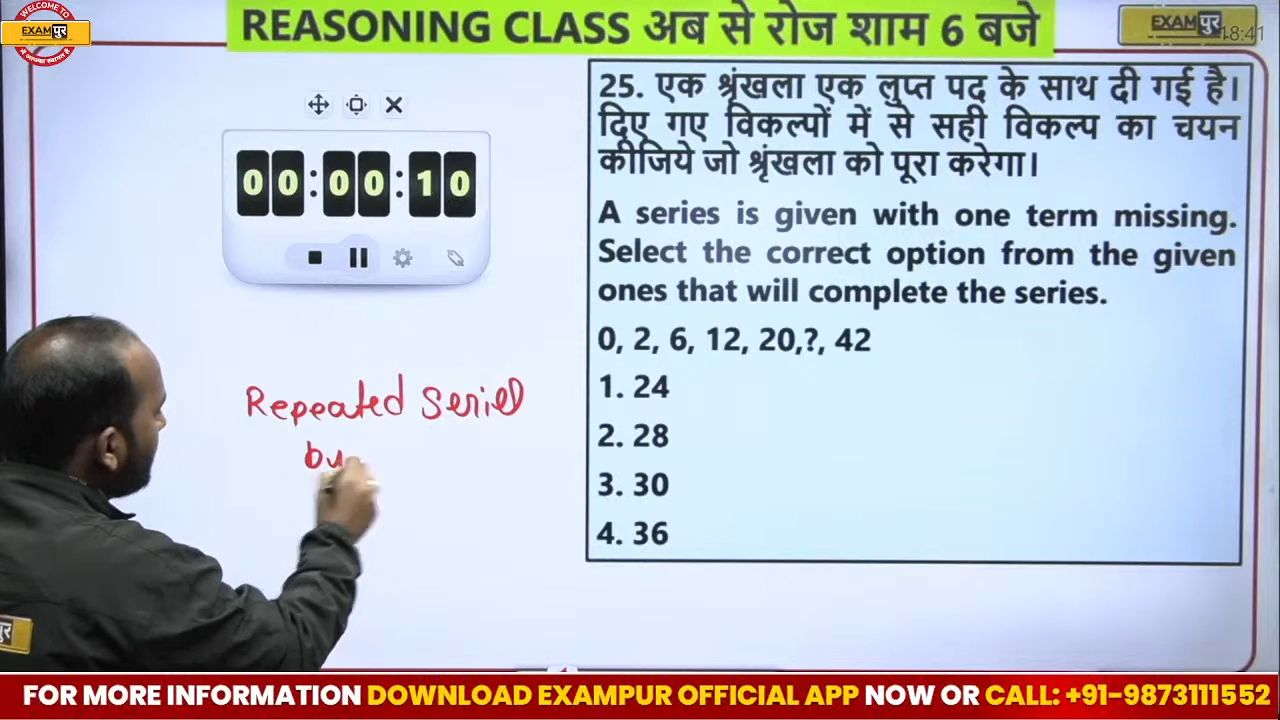 WELCOME TO
EXAMपुर
REASONING CLASS अब से रोज शाम 6 बजे
EXAMपुर
18:41
00:00:10
25. एक श्रृंखला एक लुप्त पद के साथ दी गई है।
दिए गए विकल्पों में से सही विकल्प का चयन
कीजिये जो श्रृंखला को पूरा करेगा।
A series is given with one term missing.
Select the correct option from the given
ones that will complete the series.
0, 2, 6, 12, 20,?, 42
1. 24
2. 28
3. 30
4. 36
Repeated Series
by
FOR MORE INFORMATION DOWNLOAD EXAMPUR OFFICIAL APP NOW OR CALL: +91-9873111552